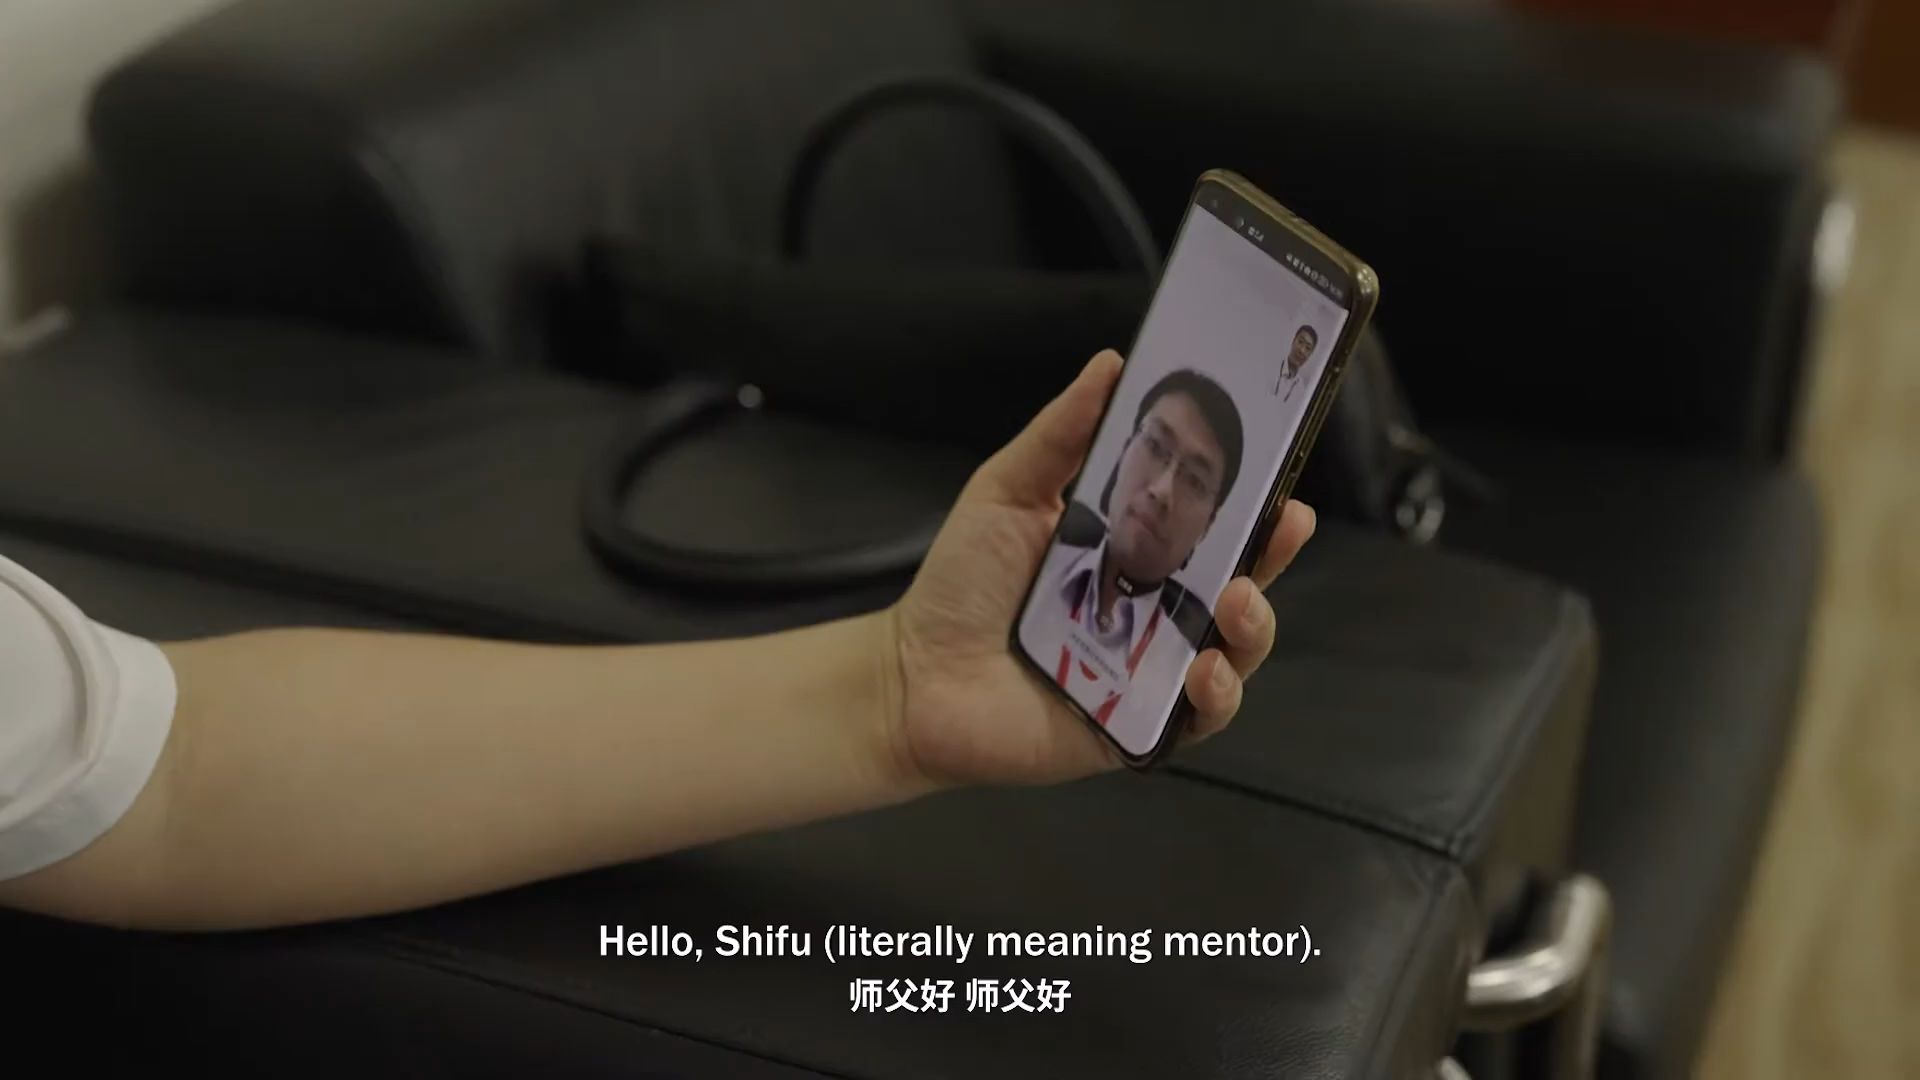 Hello, Shifu (literally meaning mentor).
师父好 师父好